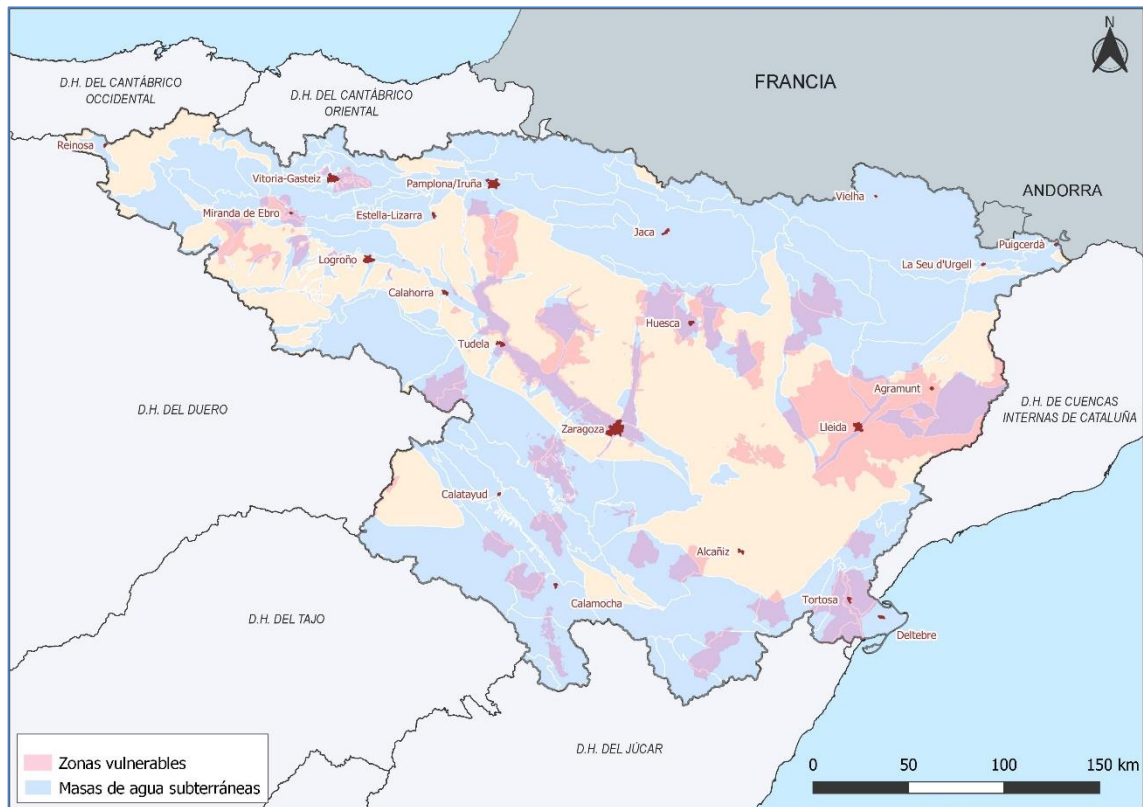 N
FRANCIA
D.H. DEL CANTÁBRICO
OCCIDENTAL
D.H. DEL CANTÁBRICO
ORIENTAL
Reinosa
Vitoria-Gasteiz
Pamplona/Iruña
Vielha
ANDORRA
Miranda de Ebro
Estella-Lizarra
Jaca
Puigcerdà
La Seu d'Urgell
Logroño
Calahorra
Huesca
Tudela
Agramunt
D.H. DEL DUERO
D.H. DE CUENCAS
INTERNAS DE CATALUÑA
Zaragoza
Lleida
Calatayud
Alcañiz
Calamocha
Tortosa
Deltebre
D.H. DEL TAJO
D.H. DEL JÚCAR
Zonas vulnerables
Masas de agua subterráneas
0 50 100 150 km